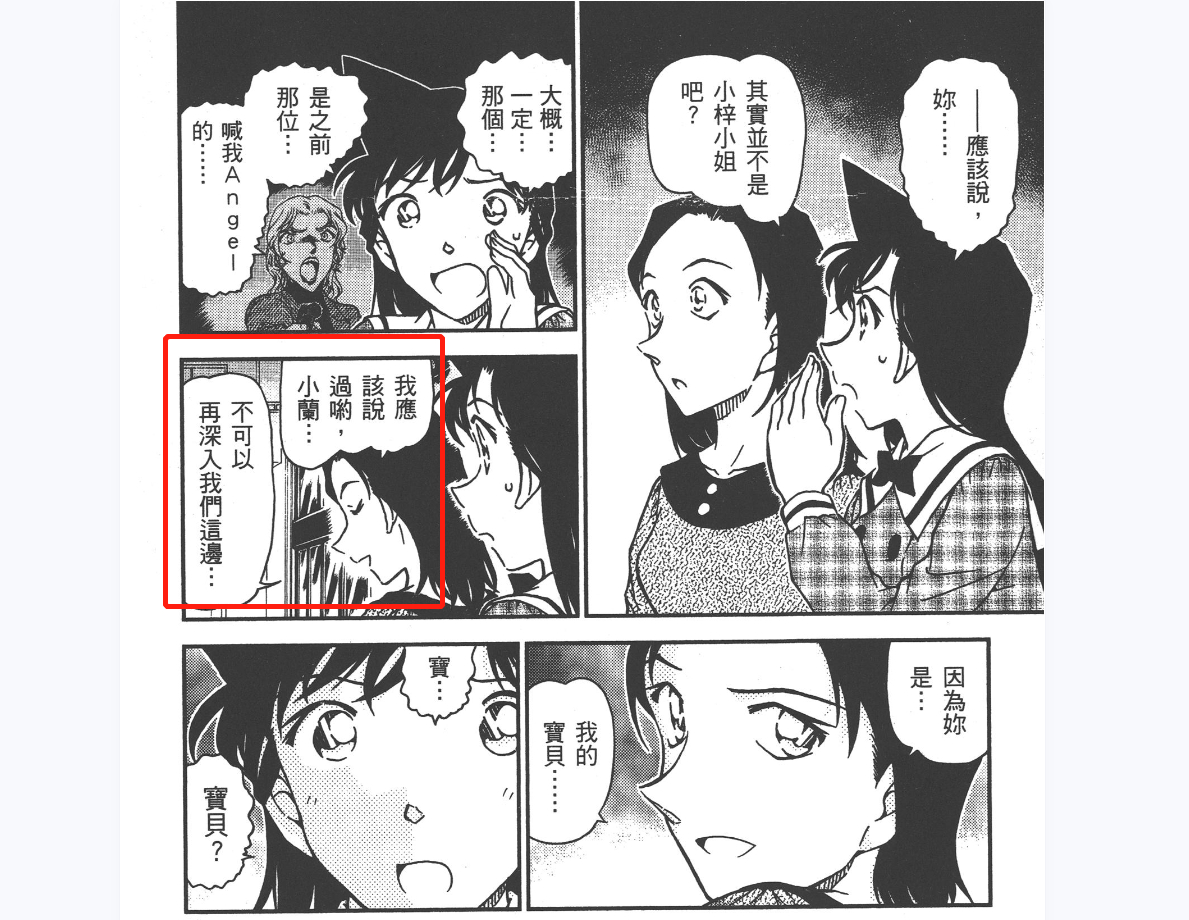 ——應該說，
妳……
其實並不是
小梓小姐
吧？
大概…
一定…
那個…
是之前
那位…
喊我Angel
的……
我應
該說
過喲，
小蘭…
不可以
再深入我們這邊…
因為妳
是…
我的
寶貝……
寶…
寶貝？